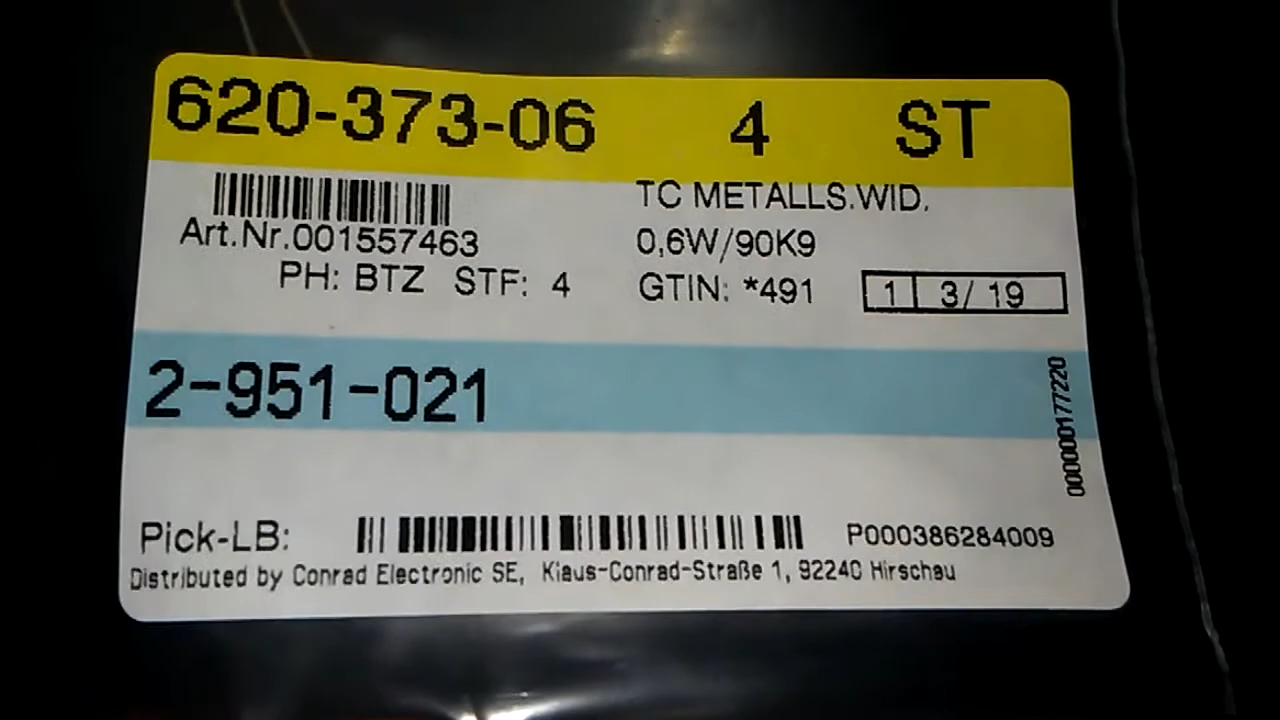 620-373-06 4 ST
TC METALLS.WID.
Art.Nr.001557463 0,6W/90K9
PH: BTZ STF: 4 GTIN: *491 1 3/ 19
2-951-021
000000177220
Pick-LB: P000386284009
Distributed by Conrad Electronic SE, Klaus-Conrad-Straße 1, 92240 Hirschau